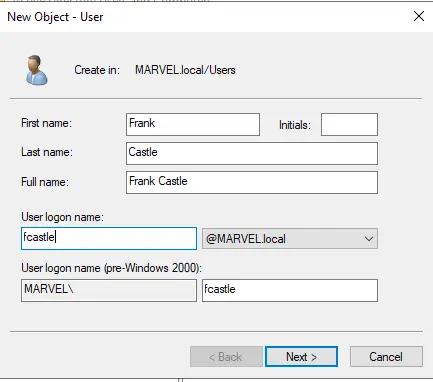 New Object - User
Create in: MARVEL.local/Users
First name: Frank Initials:
Last name: Castle
Full name: Frank Castle
User logon name:
fcastle @MARVEL.local
User logon name (pre-Windows 2000):
MARVEL\ fcastle
< Back Next > Cancel